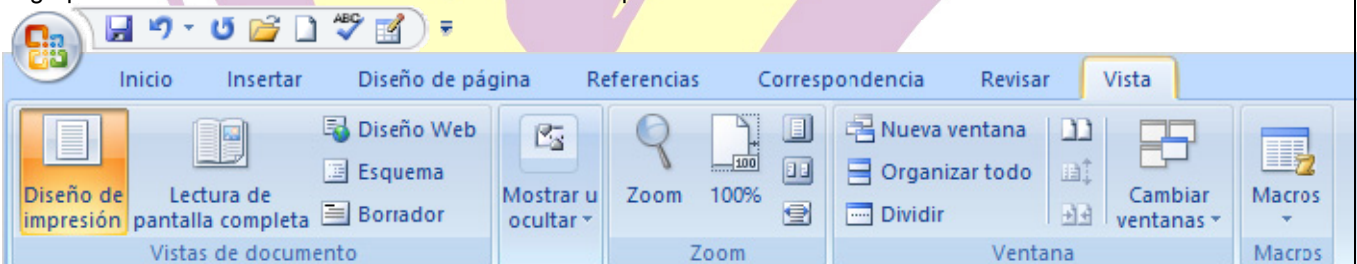 ABC
Inicio Insertar Diseño de página Referencias Correspondencia Revisar Vista
Diseño de impresión
Lectura de pantalla completa
Diseño Web
Esquema
Borrador
Vistas de documento
Mostrar u ocultar
Zoom
100
100%
Zoom
Nueva ventana
Organizar todo
Dividir
Cambiar ventanas
Ventana
Macros
Macros